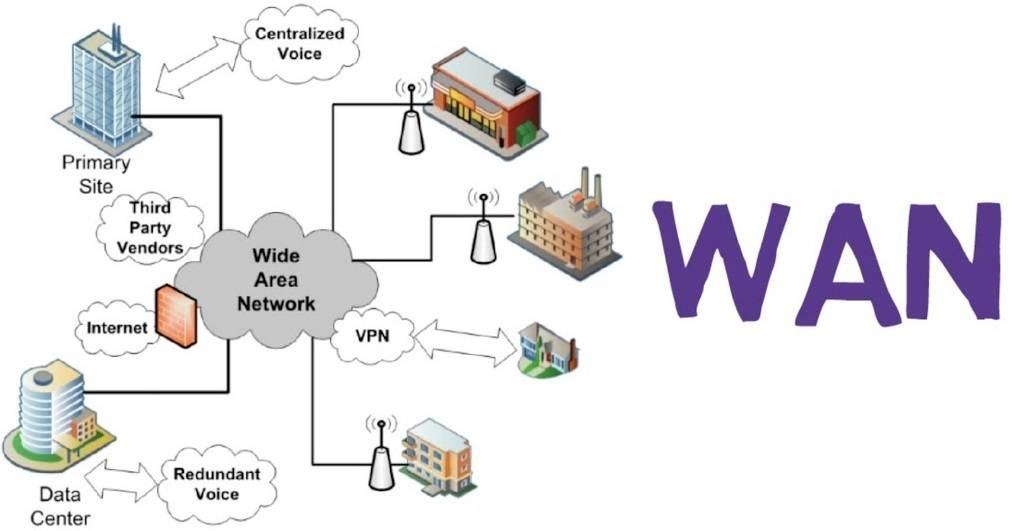 Centralized
Voice
Primary
Site
Third
Party
Vendors
Wide
Area
Network
Internet
VPN
Data
Center
Redundant
Voice
WAN